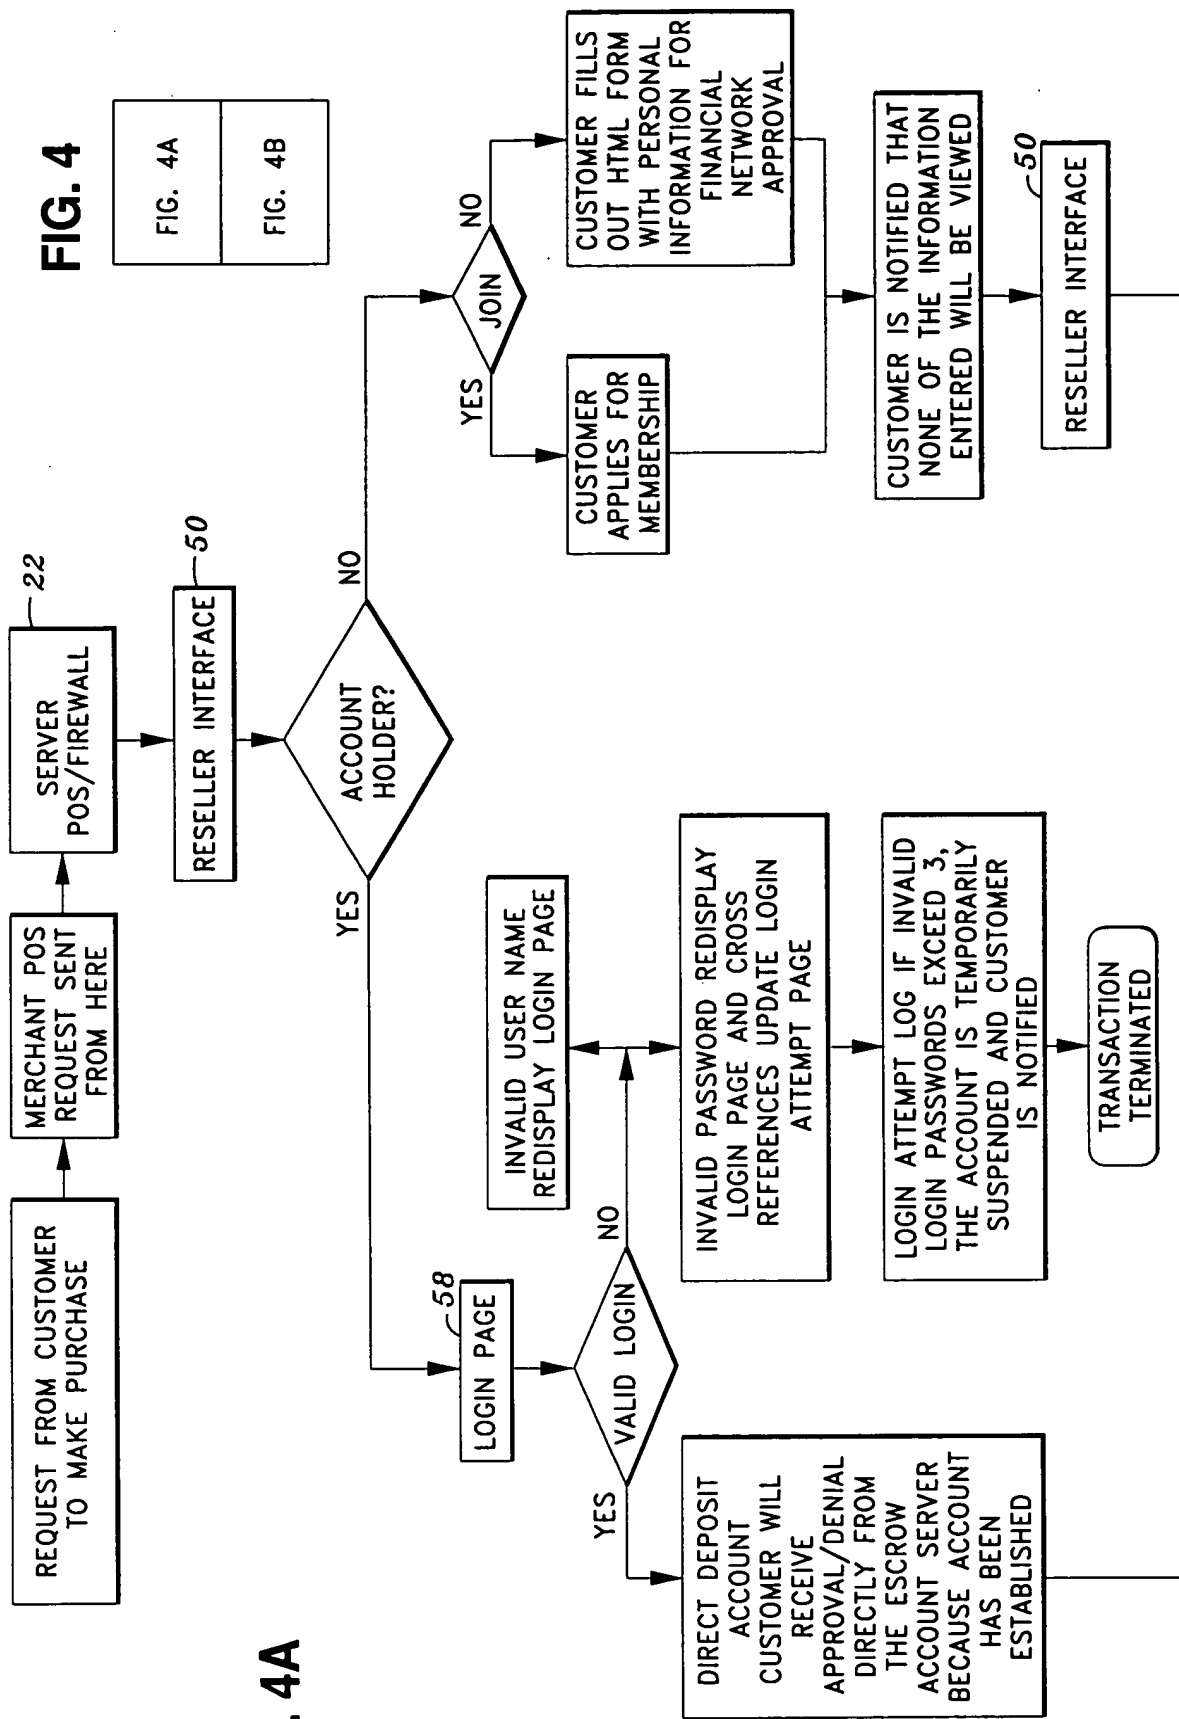 FIG. 4
FIG. 4A
FIG. 4B
. 4A
REQUEST FROM CUSTOMER
TO MAKE PURCHASE
MERCHANT POS
REQUEST SENT
FROM HERE
SERVER
POS/FIREWALL
22
RESELLER INTERFACE
50
ACCOUNT
HOLDER?
YES
NO
LOGIN PAGE
58
VALID LOGIN
YES
NO
DIRECT DEPOSIT
ACCOUNT
CUSTOMER WILL
RECEIVE
APPROVAL/DENIAL
DIRECTLY FROM
THE ESCROW
ACCOUNT SERVER
BECAUSE ACCOUNT
HAS BEEN
ESTABLISHED
INVALID USER NAME
REDISPLAY LOGIN PAGE
INVALID PASSWORD REDISPLAY
LOGIN PAGE AND CROSS
REFERENCES UPDATE LOGIN
ATTEMPT PAGE
LOGIN ATTEMPT LOG IF INVALID
LOGIN PASSWORDS EXCEED 3,
THE ACCOUNT IS TEMPORARILY
SUSPENDED AND CUSTOMER
IS NOTIFIED
TRANSACTION
TERMINATED
JOIN
YES
NO
CUSTOMER
APPLIES FOR
MEMBERSHIP
CUSTOMER FILLS
OUT HTML FORM
WITH PERSONAL
INFORMATION FOR
FINANCIAL
NETWORK
APPROVAL
CUSTOMER IS NOTIFIED THAT
NONE OF THE INFORMATION
ENTERED WILL BE VIEWED
RESELLER INTERFACE
50